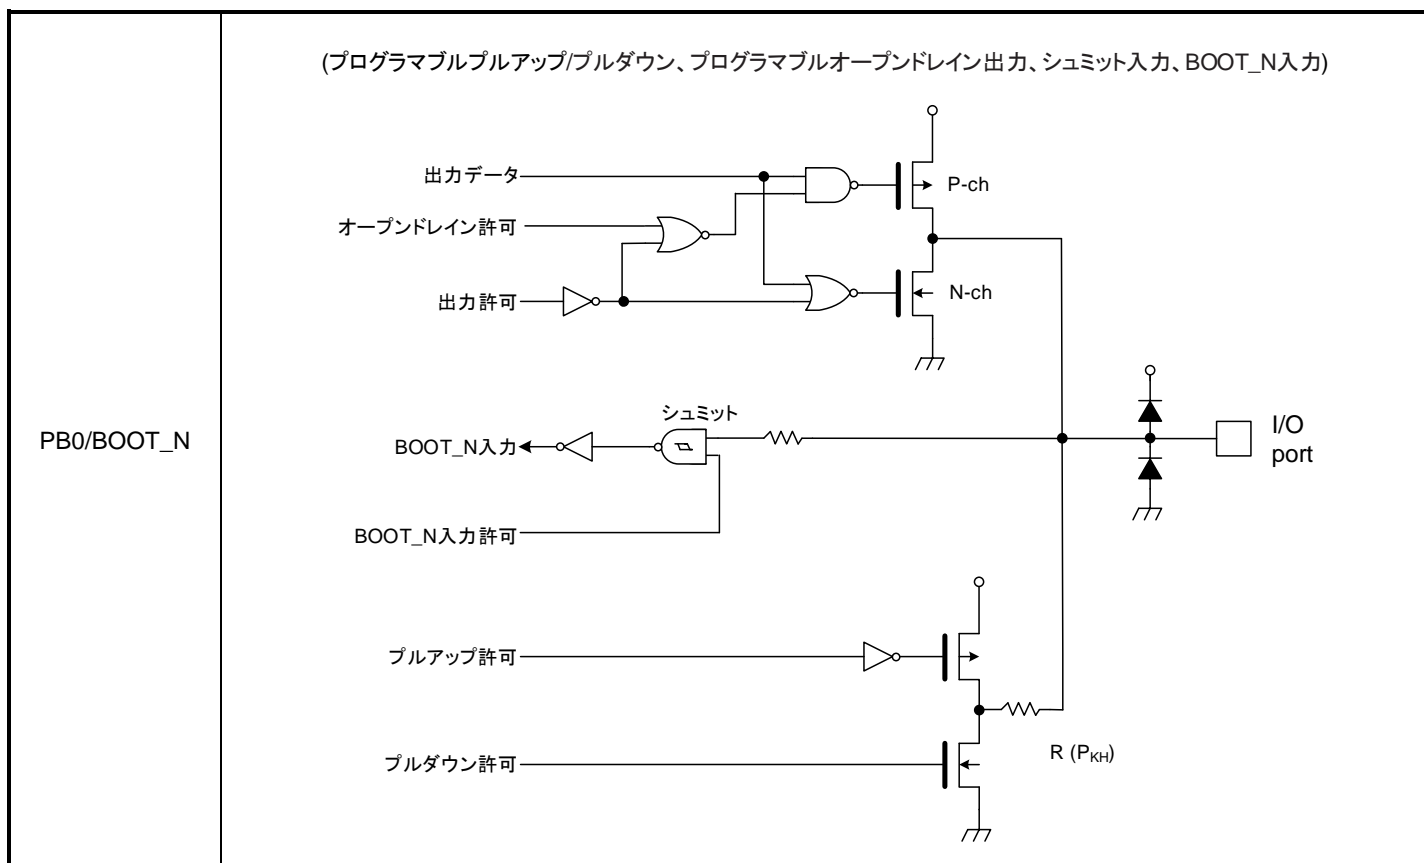 (プログラマブルプルアップ/プルダウン、プログラマブルオープンドレイン出力、シュミット入力、BOOT_N入力)
出力データ
P-ch
オープンドレイン許可
出力許可
N-ch
PB0/BOOT_N
シュミット
BOOT_N入力
I/O
port
BOOT_N入力許可
プルアップ許可
プルダウン許可
R (PKH)